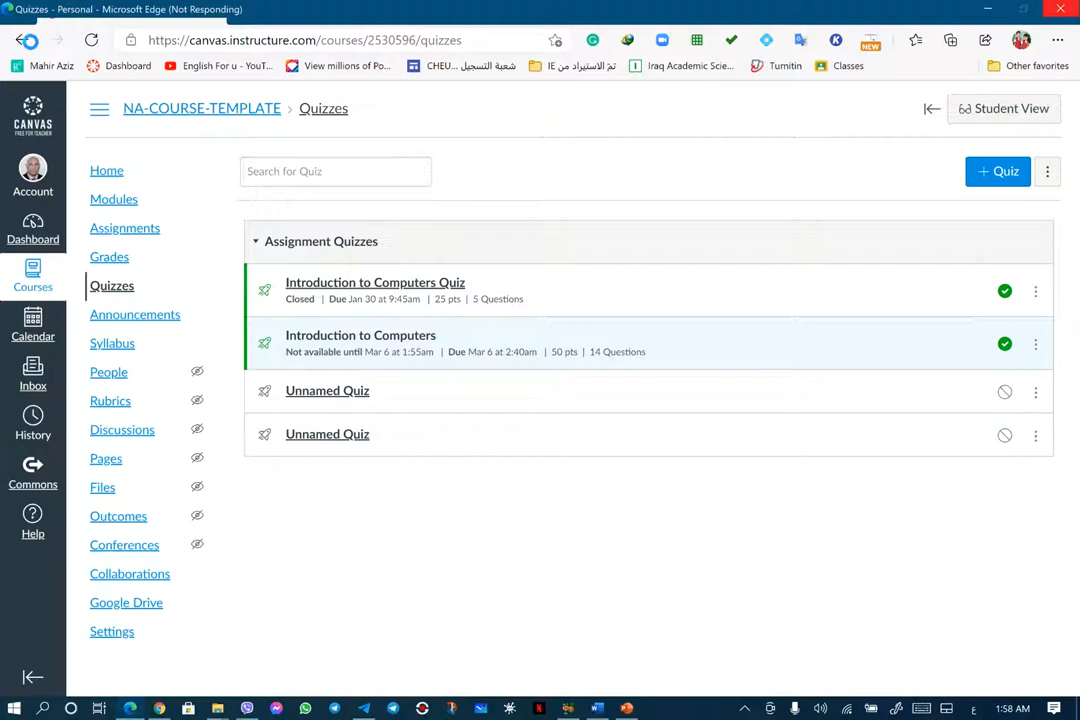 Quizzes - Personal - Microsoft Edge (Not Responding)
https://canvas.instructure.com/courses/2530596/quizzes
NEW
Mahir Aziz
Dashboard
English For u - YouT...
View millions of Po...
شعبة التسجيل CHEU...
تمّ الاستيراد من IE
Iraq Academic Scie...
Turnitin
Classes
Other favorites
CANVAS
FREE FOR TEACHER
Account
Dashboard
Courses
Calendar
Inbox
History
Commons
Help
NA-COURSE-TEMPLATE › Quizzes
Student View
Home
Modules
Assignments
Grades
Quizzes
Announcements
Syllabus
People
Rubrics
Discussions
Pages
Files
Outcomes
Conferences
Collaborations
Google Drive
Settings
Search for Quiz
+ Quiz
Assignment Quizzes
Introduction to Computers Quiz
Closed | Due Jan 30 at 9:45am | 25 pts | 5 Questions
Introduction to Computers
Not available until Mar 6 at 1:55am | Due Mar 6 at 2:40am | 50 pts | 14 Questions
Unnamed Quiz
Unnamed Quiz
ع
1:58 AM